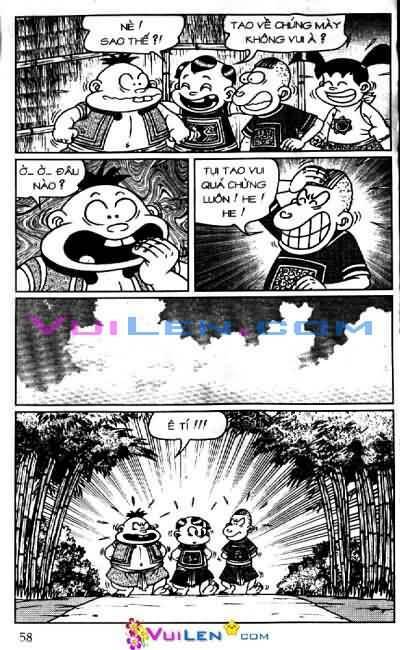 NÈ!
SAO THẾ?!
TAO VỀ CHÚNG MÀY
KHÔNG VUI À?
Ờ... Ờ... ĐÂU
NÀO?
TỤI TAO VUI
QUÁ CHỪNG
LUÔN! HE!
HE!
VUILEN.COM
Ê TÍ!!!
58
VUILEN.COM